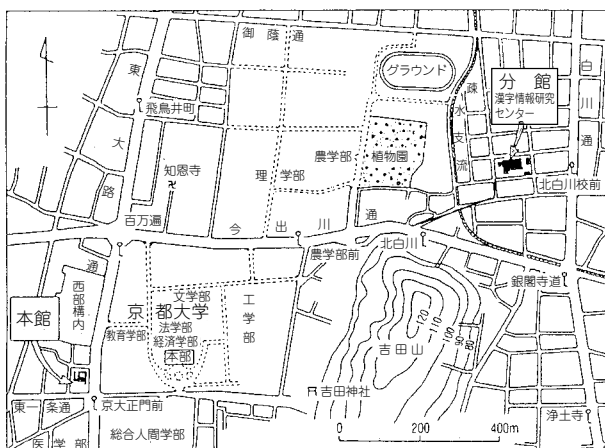 御蔭通
東大路通
飛鳥井町
グラウンド
疏水支流
分館
漢字情報研究
センター
白川通
知恩寺
理学部
農学部
植物園
北白川校前
百万遍
今出川通
農学部前
北白川
銀閣寺道
西部構内
本館
京都大学
文学部
法学部
経済学部
本部
教育学部
工学部
吉田山
120
110
100
90
80
吉田神社
東一条通
京大正門前
医学部
総合人間学部
浄土寺
0 200 400m